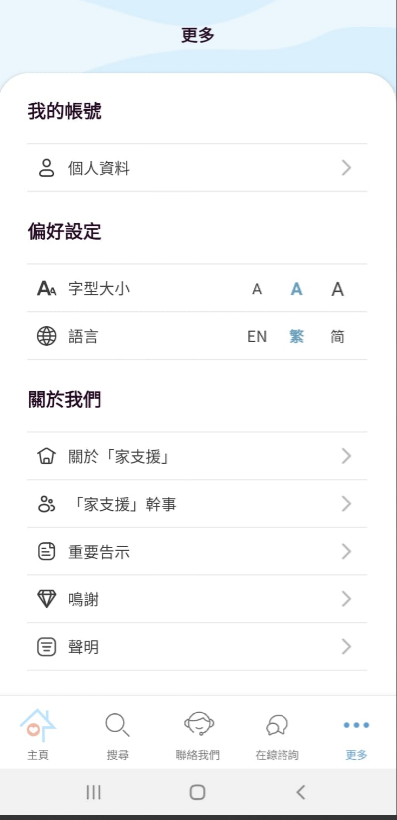 更多
我的帳號
個人資料
偏好設定
字型大小 A A A
語言 EN 繁 简
關於我們
關於「家支援」
「家支援」幹事
重要告示
鳴謝
聲明
主頁 搜尋 聯絡我們 在線諮詢 更多